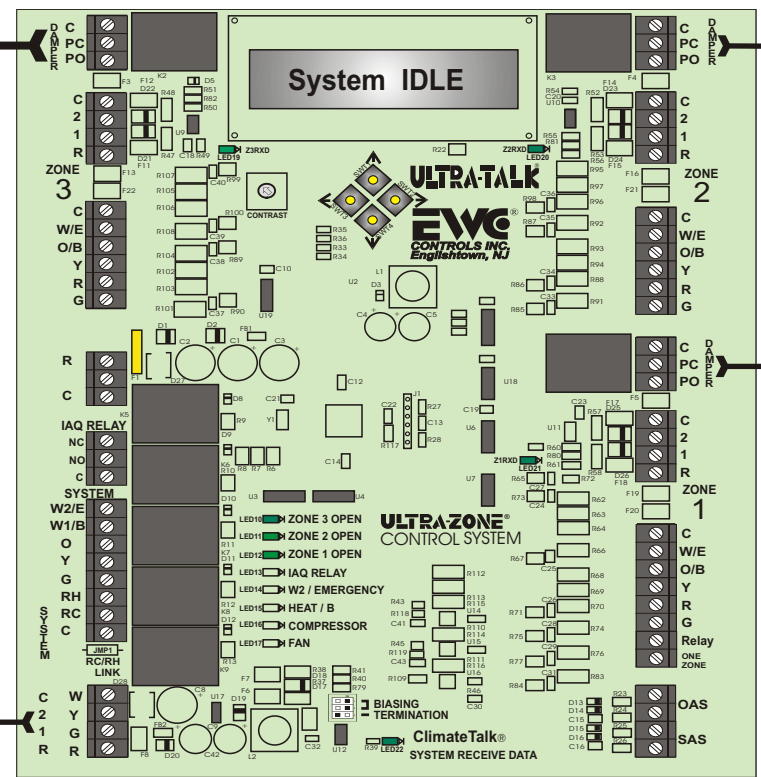 DAMPER
C
PC
PO
K2
F3
System IDLE
K3
F4
C
PC
PO
DAMPER
C
2
1
R
F12
D22
R48
D5
R51
R82
R50
U9
D21
F11
R47
C18
R49
Z3RXD
LED19
R22
Z2RXD
LED20
R54
C20
U10
R52
F14
D23
R55
R81
R53
R56
D24
F15
C
2
1
R
ZONE
3
F13
F22
R107
R105
R106
C40
R99
CONTRAST
SWT1
SWT2
SWT3
SWT4
ULTRA-TALK®
EWC®
CONTROLS INC.
Englishtown, NJ
R95
R97
R96
C36
R98
F16
F21
ZONE
2
C
W/E
O/B
Y
R
G
R100
R108
C39
R104
C38
R89
R102
R103
R101
C37
R90
R35
R36
R33
R34
C10
U19
U2
L1
D3
C4
C5
R87
C35
R92
R93
R94
C34
R88
R86
C33
R85
R91
C
W/E
O/B
Y
R
G
R
C
F1
D1
D2
FB1
D27
C2
C1
C3
K5
D8
R9
D9
C21
Y1
C12
C22
J1
R27
C13
R117
R28
C14
C19
U18
U6
U7
C
PC
PO
DAMPER
F5
C23
R57
F17
D25
U11
R60
R80
R61
R58
D26
F18
R72
Z1RXD
LED21
C
2
1
R
IAQ RELAY
NC
NO
C
SYSTEM
K6
R10
D10
R8
R7
R6
U3
U4
R65
C27
R73
C24
R62
R63
R64
F19
F20
ZONE
1
W2/E
W1/B
O
Y
G
RH
RC
C
SYSTEM
R11
K7
D11
R12
K8
D12
R13
K9
LED10 ZONE 3 OPEN
LED11 ZONE 2 OPEN
LED12 ZONE 1 OPEN
LED13 IAQ RELAY
LED14 W2 / EMERGENCY
LED15 HEAT / B
LED16 COMPRESSOR
LED17 FAN
ULTRA-ZONE®
CONTROL SYSTEM
R67
C25
R66
R68
R69
C26
R70
R71
C28
R74
R75
C29
R76
R77
C31
R83
R84
R112
R43
R118
C41
R113
R115
U14
R110
R114
U15
R45
R119
C43
R111
R116
U16
R109
R46
C30
C
W/E
O/B
Y
R
G
Relay
ONE
ZONE
JMP1
RC/RH
LINK
D28
C
2
1
R
W
Y
G
R
F8
FB2
D20
C8
C9
C42
U17
D19
L2
F7
F6
R38
D18
R37
D17
C32
R41
R40
R79
U12
BIASING
TERMINATION
R39
LED22
ClimateTalk®
SYSTEM RECEIVE DATA
D13
D14
C15
D15
D16
C16
R23
R24
R25
R26
OAS
SAS